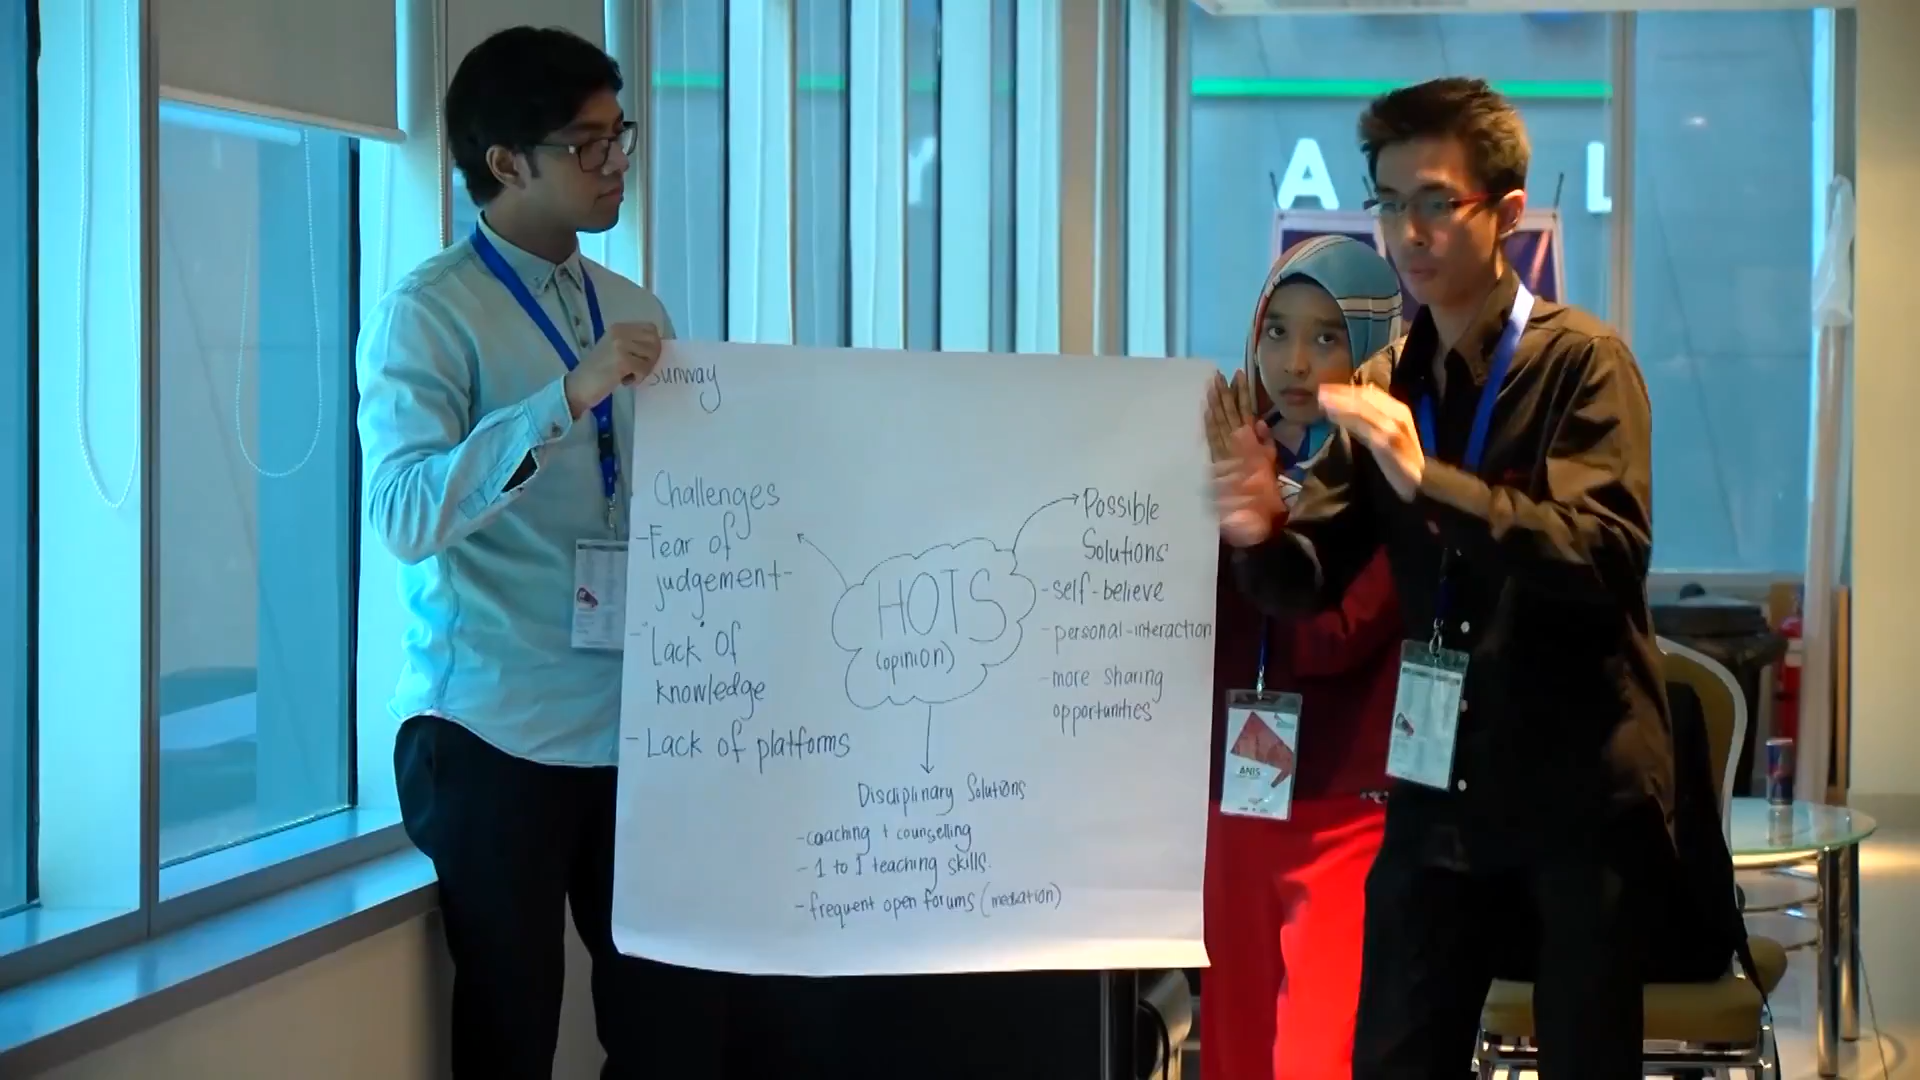 Sunway
Challenges
-Fear of
judgement-
-"Lack" of
knowledge
-Lack of platforms
HOTS
(opinion)
Possible
Solutions
-self-believe
-personal-interaction
-more sharing
opportunities
Disciplinary Solutions
-coaching + counselling
-1 to 1 teaching skills.
-frequent open forums (mediation)
A
L
ANIS